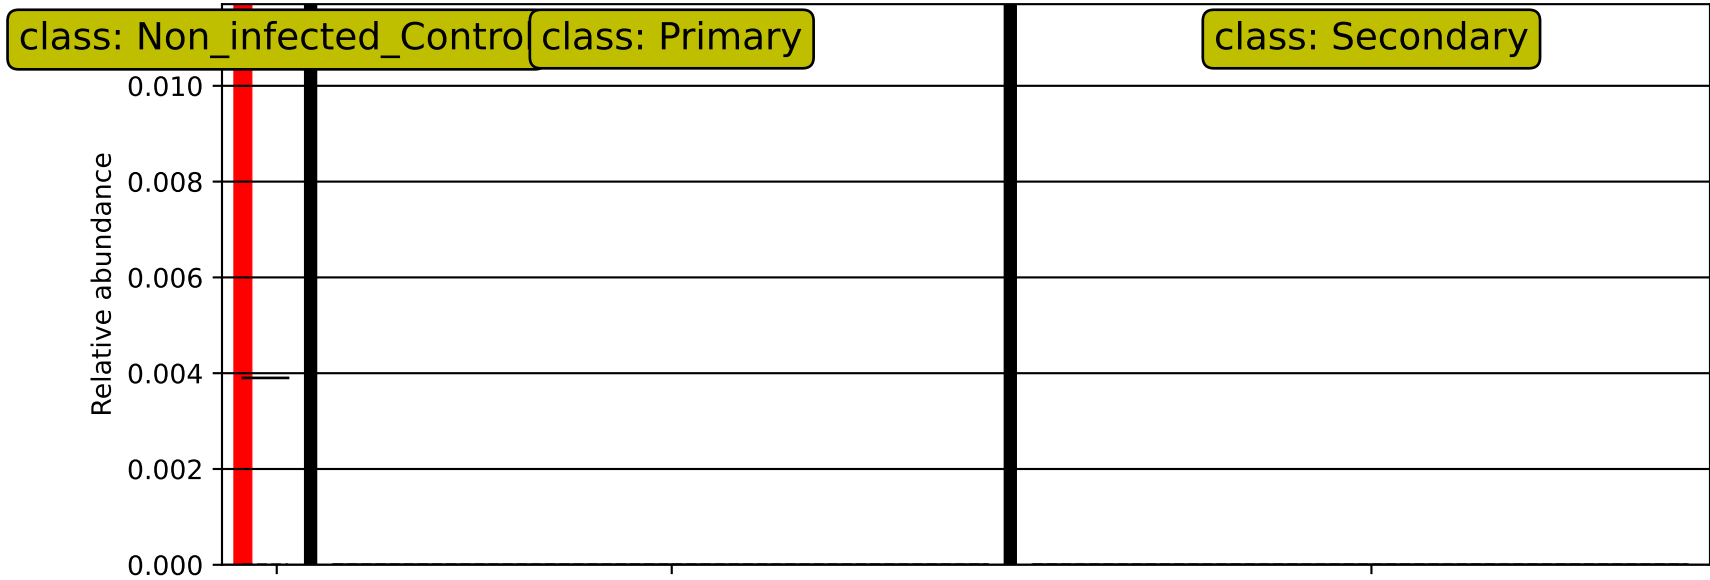 class: Non_infected_Contro
class: Primary
class: Secondary
0.010
0.008
0.006
0.004
0.002
0.000
Relative abundance